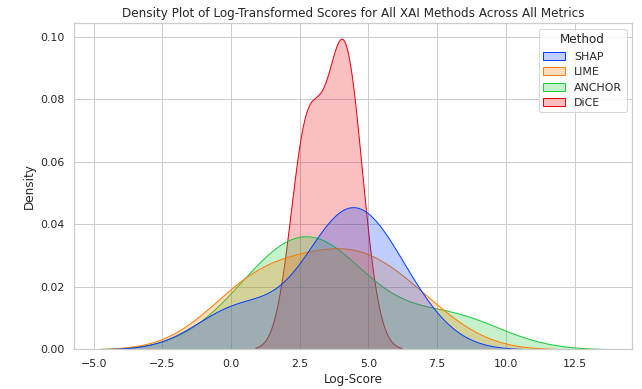 Density Plot of Log-Transformed Scores for All XAI Methods Across All Metrics
Method
SHAP
LIME
ANCHOR
DiCE
Density
0.10
0.08
0.06
0.04
0.02
0.00
−5.0 −2.5 0.0 2.5 5.0 7.5 10.0 12.5
Log-Score